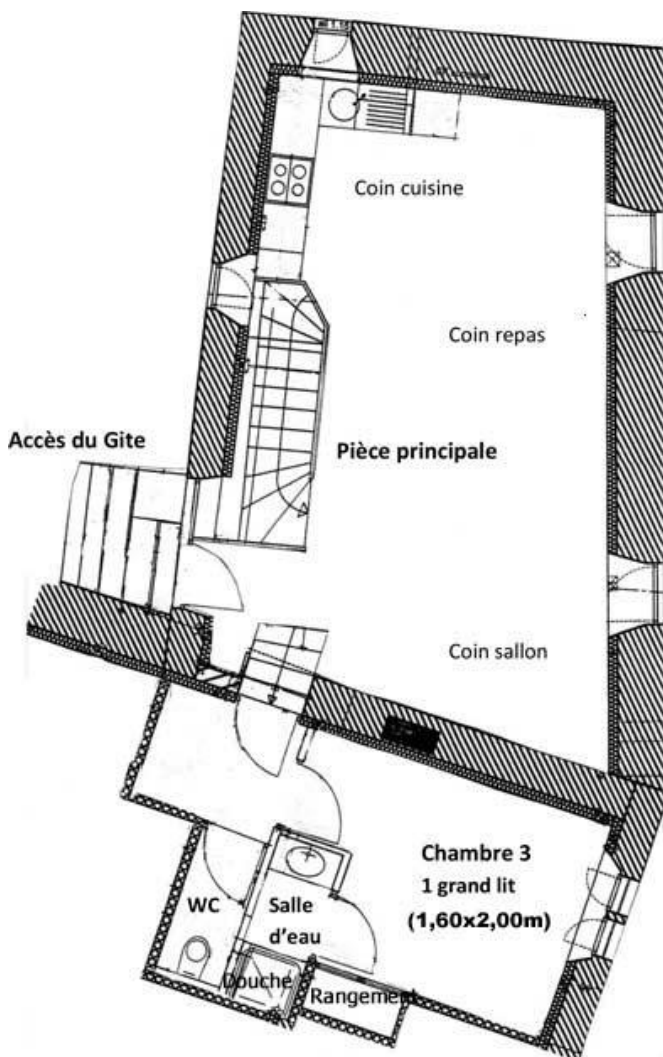 Coin cuisine
Coin repas
Accès du Gite
Pièce principale
Coin sallon
Chambre 3
1 grand lit
(1,60x2,00m)
WC
Salle
d'eau
Douche
Rangement